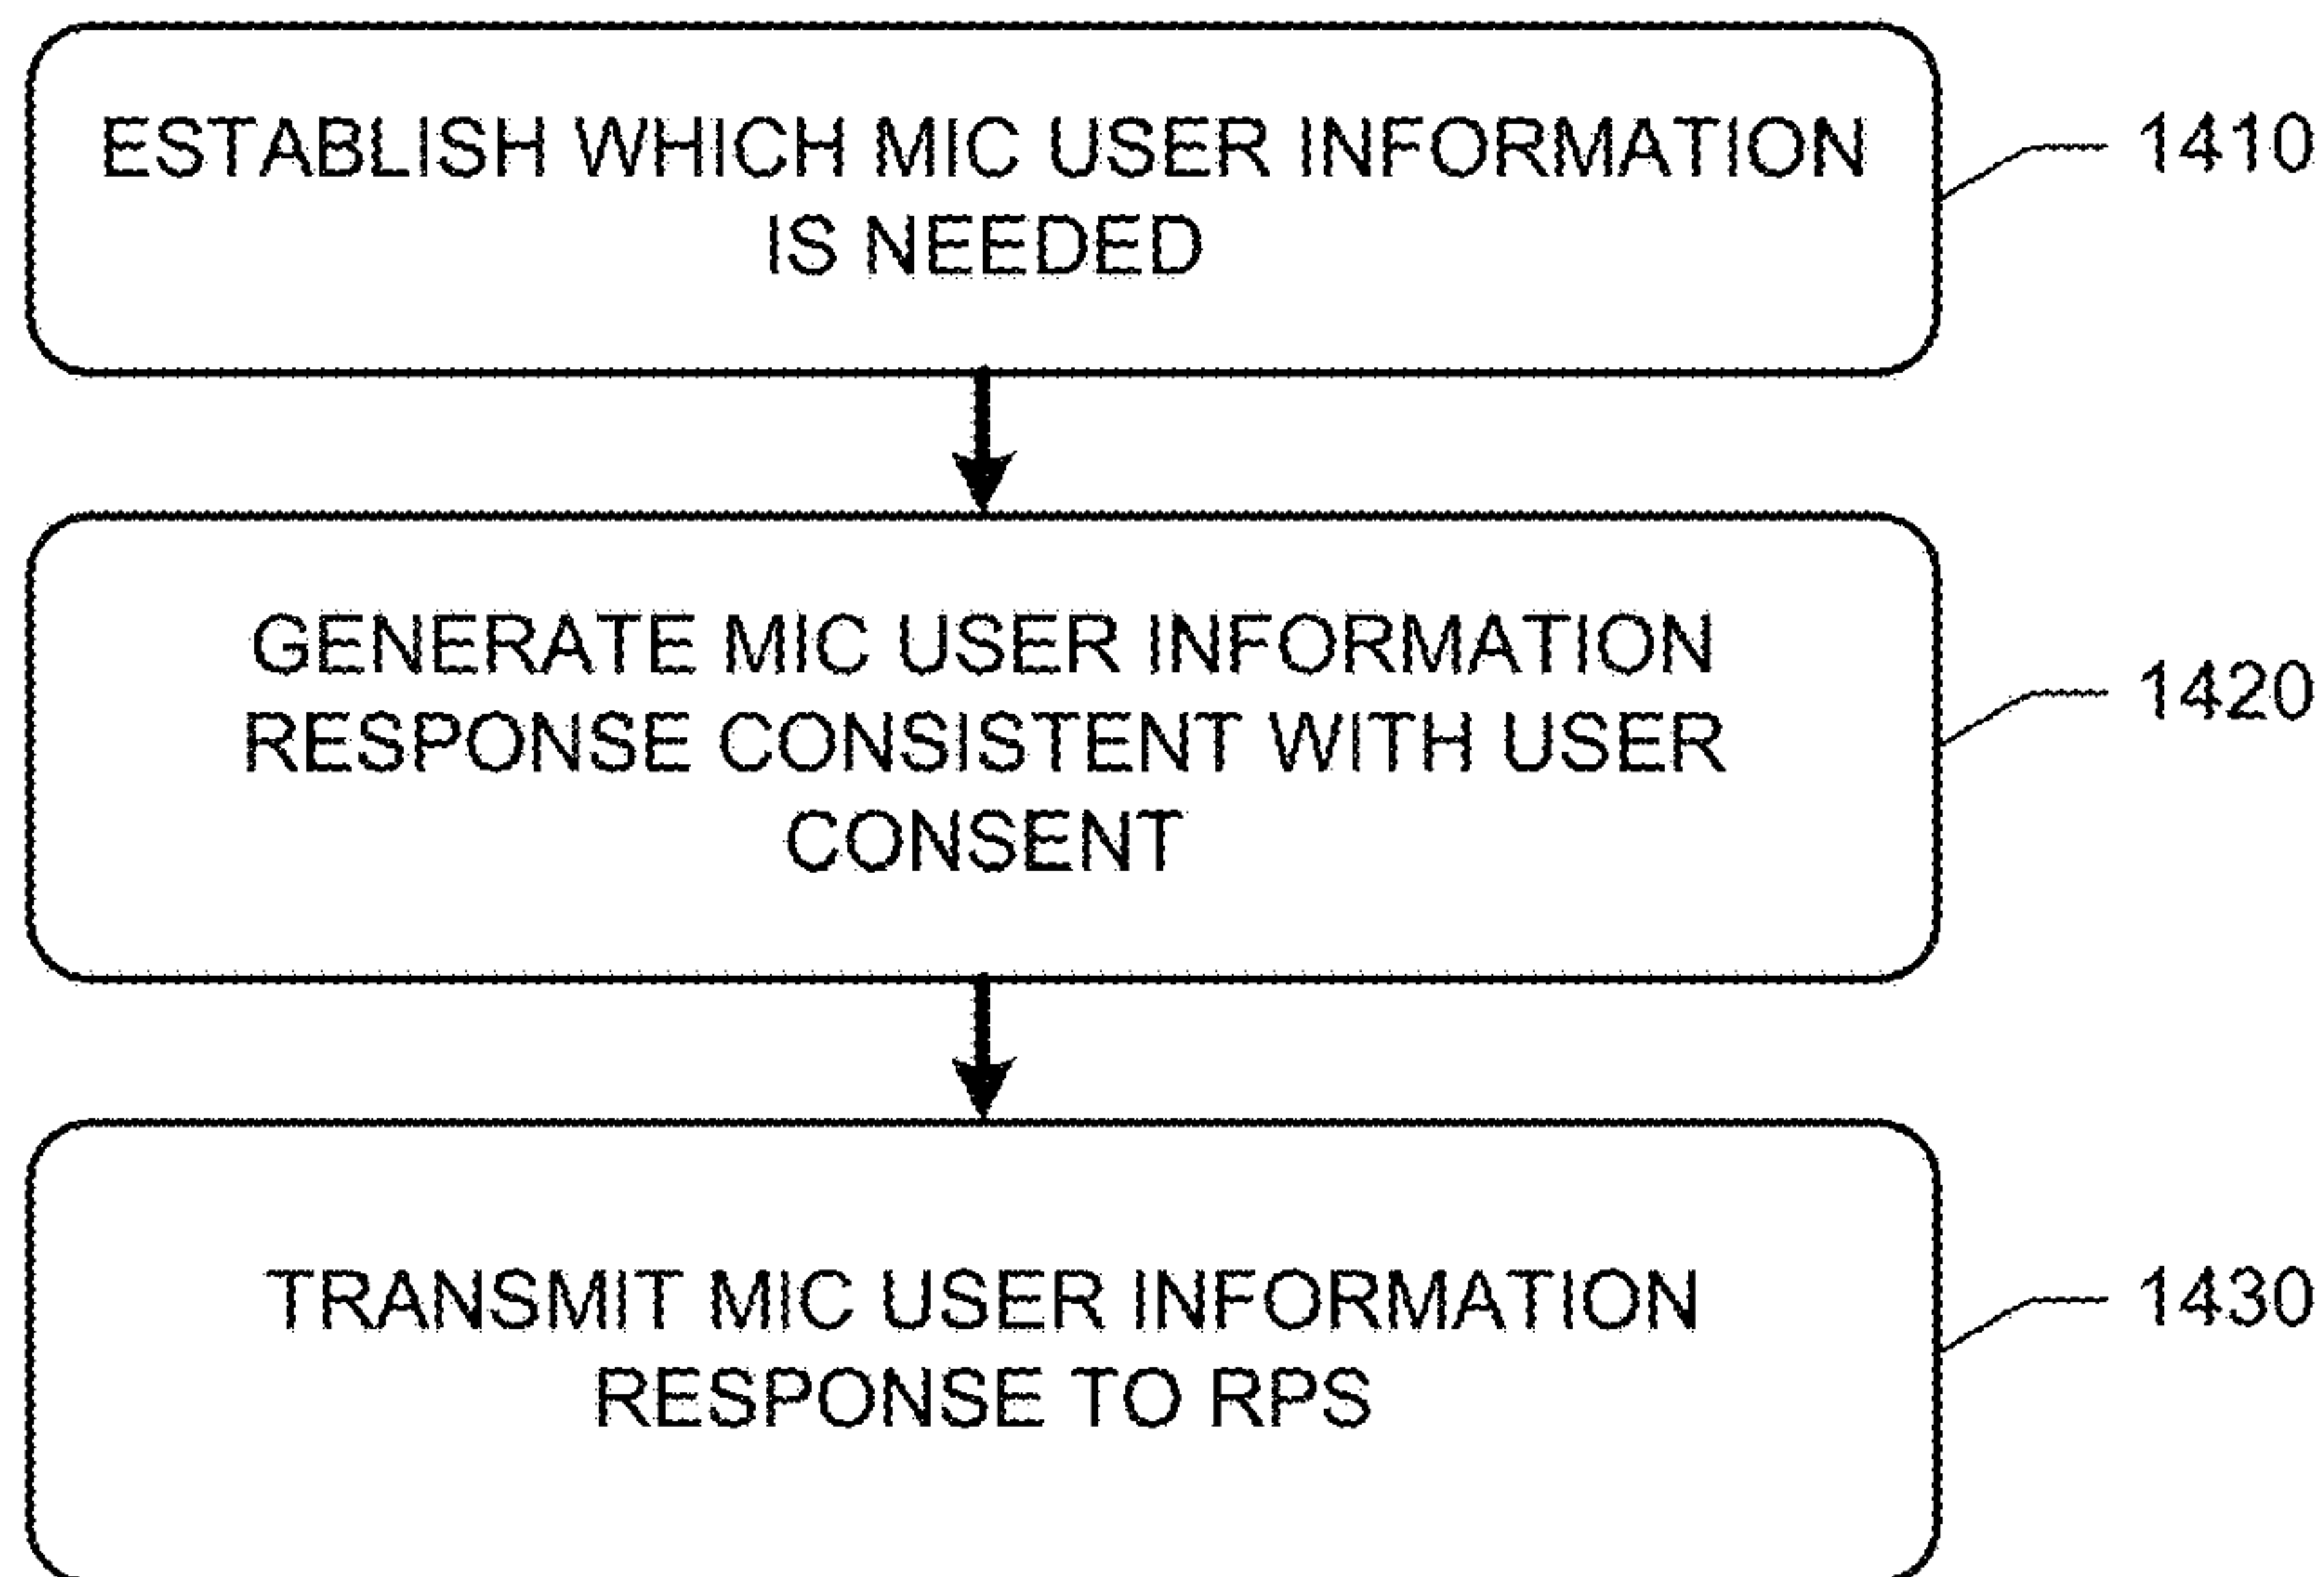 ESTABLISH WHICH MIC USER INFORMATION
IS NEEDED
1410
GENERATE MIC USER INFORMATION
RESPONSE CONSISTENT WITH USER
CONSENT
1420
TRANSMIT MIC USER INFORMATION
RESPONSE TO RPS
1430